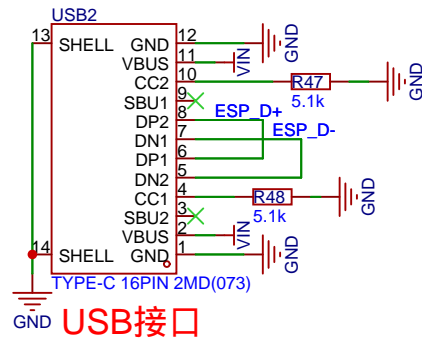 USB2
13 SHELL GND 12 GND
VBUS 11 VIN
CC2 10 R47 GND
5.1k
SBU1 9
DP2 8 ESP_D+
DN1 7 ESP_D-
DP1 6
DN2 5
CC1 4 R48 GND
5.1k
SBU2 3
VBUS 2 VIN
14 SHELL GND 1 GND
TYPE-C 16PIN 2MD(073)
GND USB接口